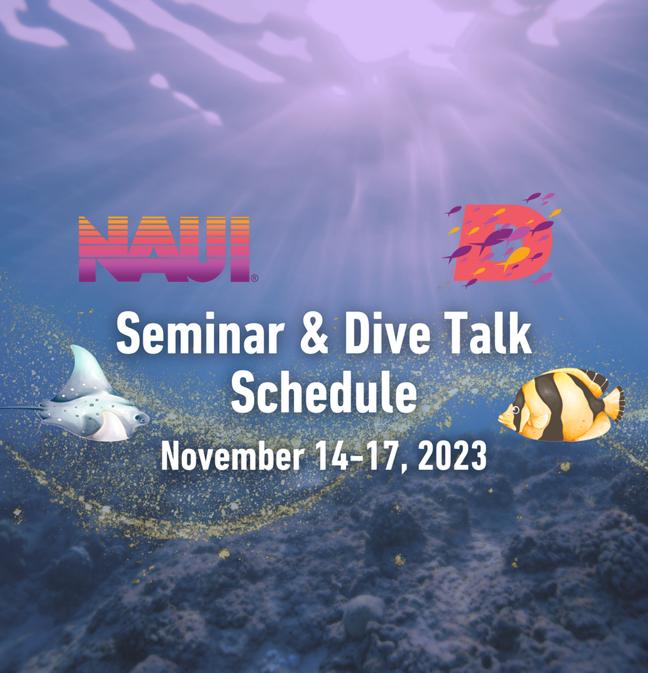 NAUI®
D
Seminar & Dive Talk
Schedule
November 14-17, 2023